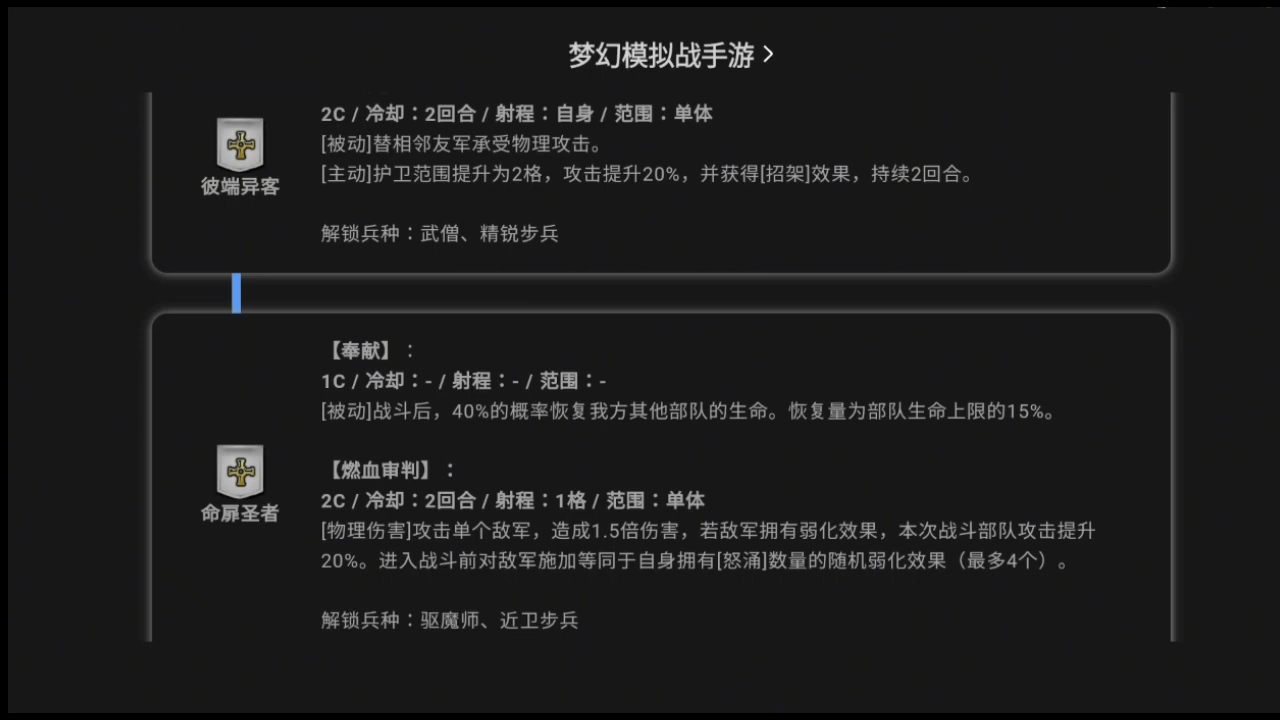 梦幻模拟战手游 >
2C / 冷却：2回合 / 射程：自身 / 范围：单体
[被动]替相邻友军承受物理攻击。
[主动]护卫范围提升为2格，攻击提升20%，并获得[招架]效果，持续2回合。
彼端异客
解锁兵种：武僧、精锐步兵
【奉献】：
1C / 冷却：- / 射程：- / 范围：-
[被动]战斗后，40%的概率恢复我方其他部队的生命。恢复量为部队生命上限的15%。
【燃血审判】：
2C / 冷却：2回合 / 射程：1格 / 范围：单体
命扉圣者
[物理伤害]攻击单个敌军，造成1.5倍伤害，若敌军拥有弱化效果，本次战斗部队攻击提升
20%。进入战斗前对敌军施加等同于自身拥有[怒涌]数量的随机弱化效果（最多4个）。
解锁兵种：驱魔师、近卫步兵